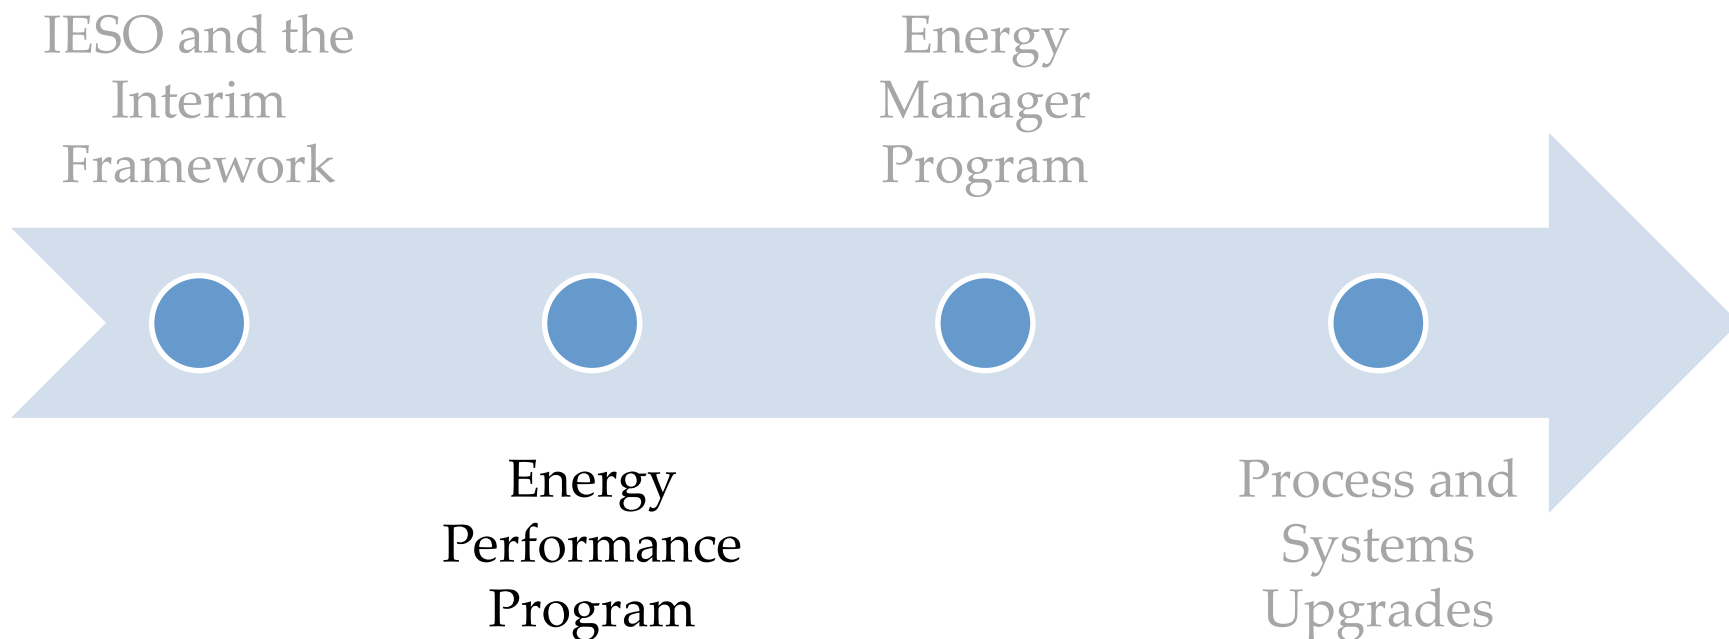 IESO and the
Interim
Framework
Energy
Performance
Program
Energy
Manager
Program
Process and
Systems
Upgrades